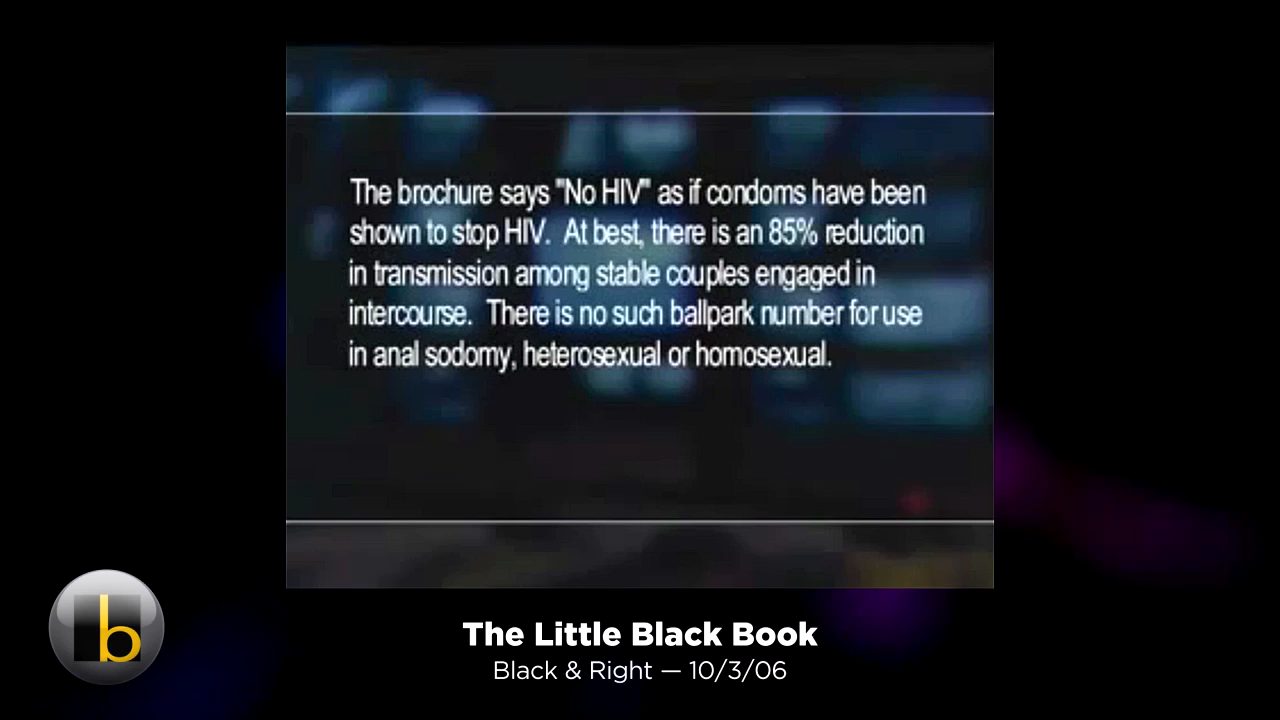 The brochure says "No HIV" as if condoms have been
shown to stop HIV.  At best, there is an 85% reduction
in transmission among stable couples engaged in
intercourse.  There is no such ballpark number for use
in anal sodomy, heterosexual or homosexual.
b
The Little Black Book
Black & Right — 10/3/06